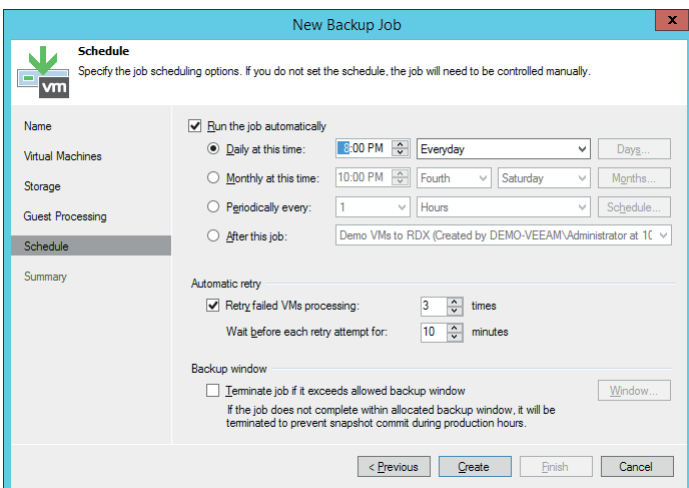 New Backup Job
x
Schedule
Specify the job scheduling options. If you do not set the schedule, the job will need to be controlled manually.
vm
Name
Virtual Machines
Storage
Guest Processing
Schedule
Summary
Run the job automatically
Daily at this time: 8:00 PM Everyday Days...
Monthly at this time: 10:00 PM Fourth Saturday Months...
Periodically every: 1 Hours Schedule...
After this job: Demo VMs to RDX (Created by DEMO-VEEAM\Administrator at 10
Automatic retry
Retry failed VMs processing: 3 times
Wait before each retry attempt for: 10 minutes
Backup window
Terminate job if it exceeds allowed backup window Window...
If the job does not complete within allocated backup window, it will be
terminated to prevent snapshot commit during production hours.
< Previous Create Finish Cancel